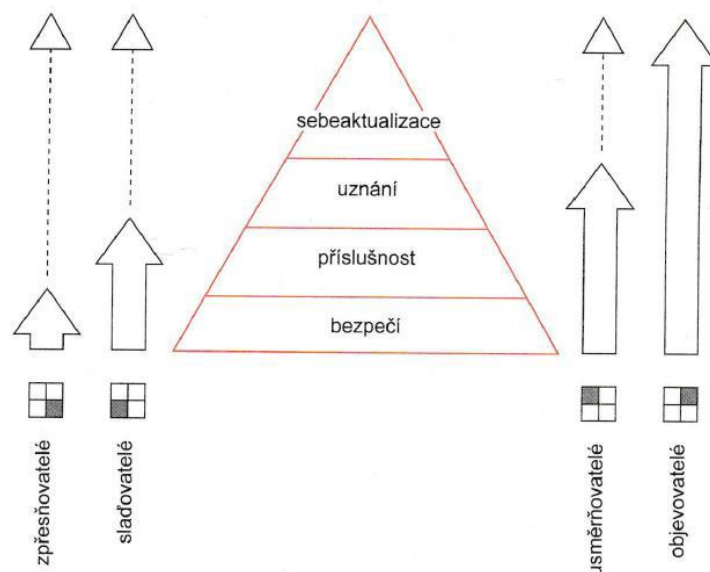 sebeaktualizace
uznání
příslušnost
bezpečí
zpřesňovatelé
slaďovatelé
usměrňovatelé
objevovatelé